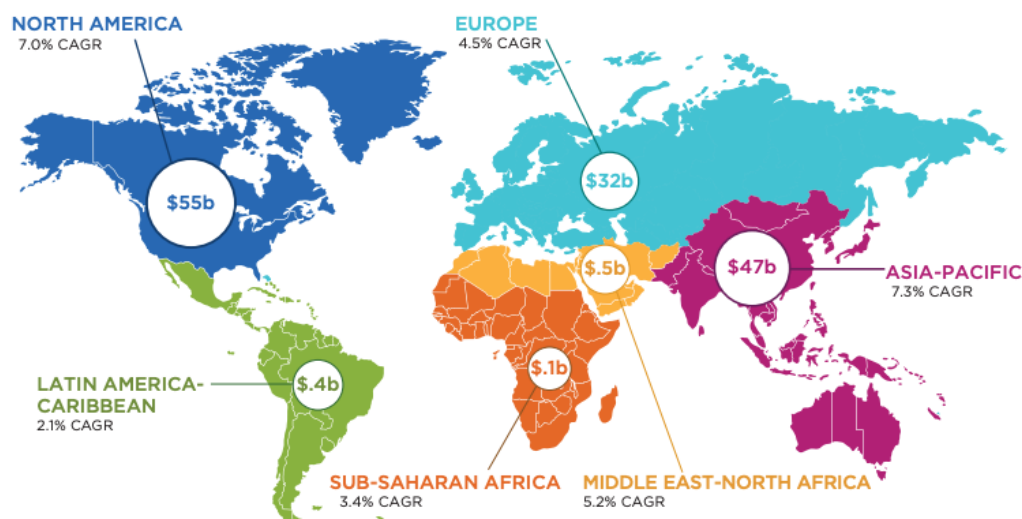 NORTH AMERICA
7.0% CAGR
$55b
EUROPE
4.5% CAGR
$32b
$.5b
$47b
ASIA-PACIFIC
7.3% CAGR
$.1b
$.4b
LATIN AMERICA-
CARIBBEAN
2.1% CAGR
SUB-SAHARAN AFRICA
3.4% CAGR
MIDDLE EAST-NORTH AFRICA
5.2% CAGR